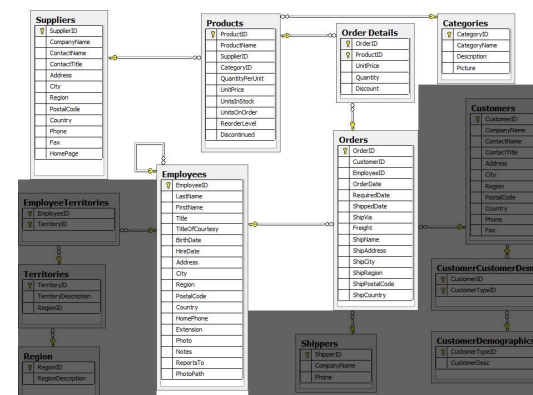 Suppliers
SupplierID
CompanyName
ContactName
ContactTitle
Address
City
Region
PostalCode
Country
Phone
Fax
HomePage
Products
ProductID
ProductName
SupplierID
CategoryID
QuantityPerUnit
UnitPrice
UnitsInStock
UnitsOnOrder
ReorderLevel
Discontinued
Order Details
OrderID
ProductID
UnitPrice
Quantity
Discount
Categories
CategoryID
CategoryName
Description
Picture
Employees
EmployeeID
LastName
FirstName
Title
TitleOfCourtesy
BirthDate
HireDate
Address
City
Region
PostalCode
Country
HomePhone
Extension
Photo
Notes
ReportsTo
PhotoPath
Orders
OrderID
CustomerID
EmployeeID
OrderDate
RequiredDate
ShippedDate
ShipVia
Freight
ShipName
ShipAddress
ShipCity
ShipRegion
ShipPostalCode
ShipCountry
Customers
CustomerID
CompanyName
ContactName
ContactTitle
Address
City
Region
PostalCode
Country
Phone
Fax
EmployeeTerritories
EmployeeID
TerritoryID
Territories
TerritoryID
TerritoryDescription
RegionID
Region
RegionID
RegionDescription
Shippers
ShipperID
CompanyName
Phone
CustomerCustomerDem
CustomerID
CustomerTypeID
CustomerDemographics
CustomerTypeID
CustomerDesc